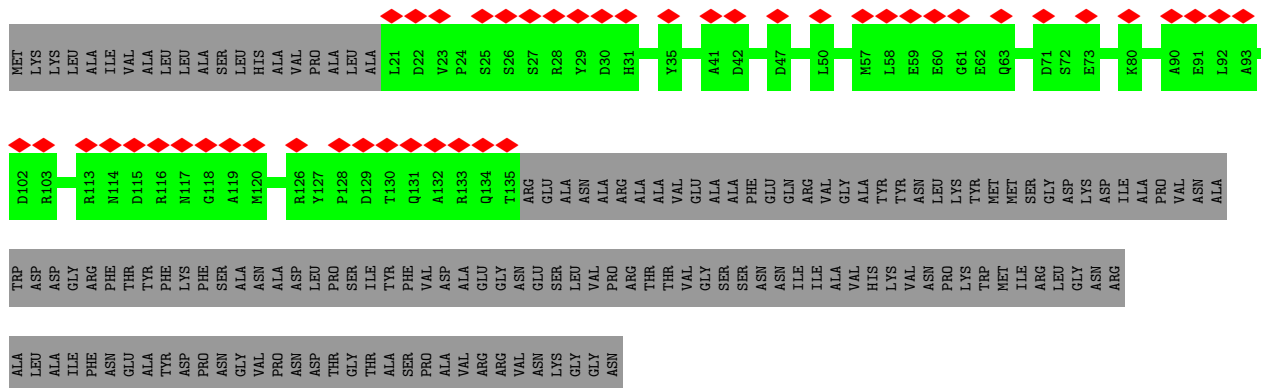 MET LYS LYS LEU ALA ILE VAL ALA LEU LEU ALA SER LEU HIS ALA VAL PRO ALA LEU ALA L21 D22 V23 P24 S25 S26 S27 R28 Y29 D30 H31 Y35 A41 D42 D47 L50 M57 L58 E59 E60 G61 E62 Q63 D71 S72 E73 K80 A90 E91 L92 A93
D102 R103 R113 N114 D115 R116 N117 G118 A119 M120 R126 Y127 P128 D129 T130 Q131 A132 R133 Q134 T135 ARG GLU ALA ASN ALA ARG ALA ALA VAL GLU ALA ALA PHE GLU GLN ARG VAL GLY ALA TYR TYR ASN LEU LYS TYR MET MET SER GLY ASP LYS ASP ILE ALA PRO VAL ASN ALA
TRP ASP ASP GLY ARG PHE THR TYR PHE LYS PHE SER ALA ASN ALA ASP LEU PRO SER ILE TYR PHE VAL ASP ALA GLU GLY ASN GLU SER LEU VAL PRO ARG THR THR VAL GLY SER SER ASN ASN ILE ILE ALA VAL HIS LYS VAL ASN PRO LYS TRP MET ILE ARG LEU GLY ASN ARG
ALA LEU ALA ILE PHE ASN GLU ALA TYR ASP PRO ASN GLY VAL PRO ASN ASP THR GLY THR ALA SER PRO ALA VAL ARG ARG VAL ASN LYS GLY GLY ASN